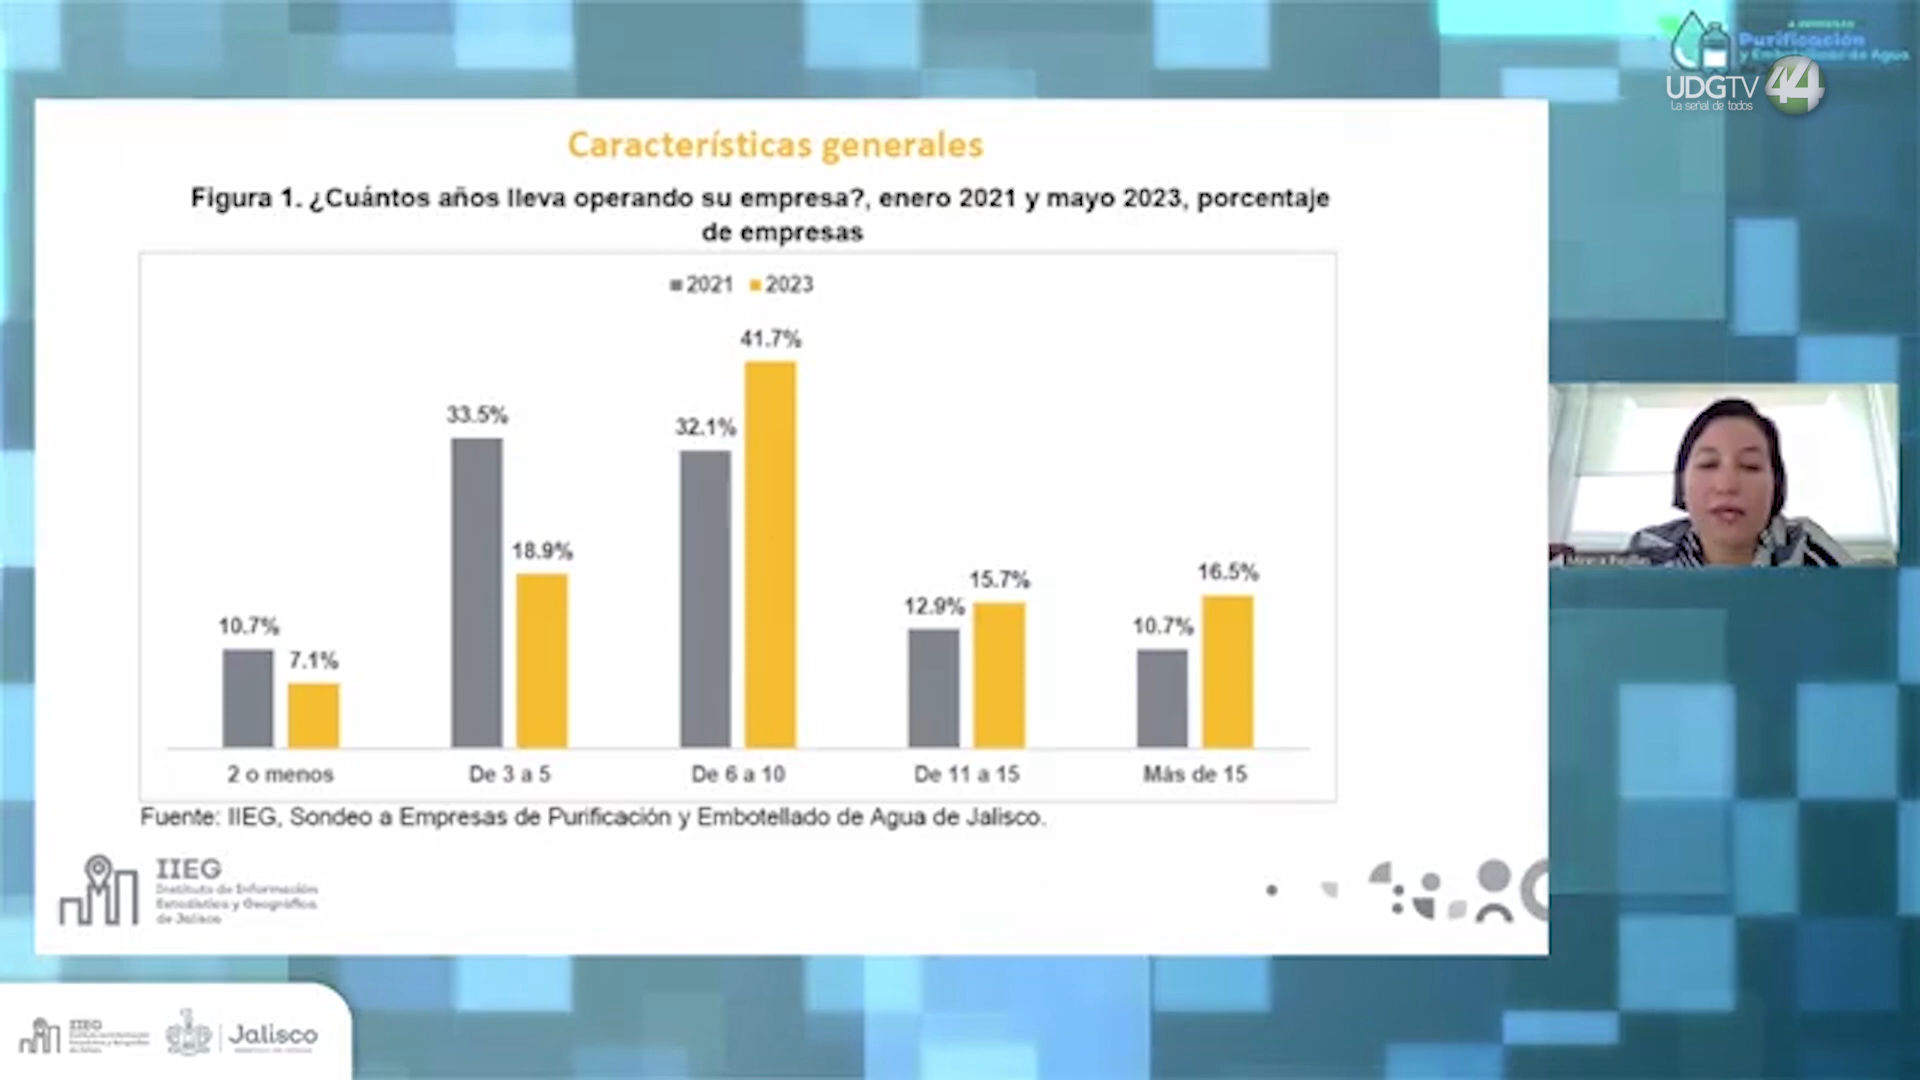 Purificación
y Embotellado de Agua
UDGTV 44
La señal de todos
Características generales
Figura 1. ¿Cuántos años lleva operando su empresa?, enero 2021 y mayo 2023, porcentaje
de empresas
2021 2023
41.7%
33.5%
32.1%
18.9%
16.5%
15.7%
12.9%
10.7%
10.7%
7.1%
2 o menos De 3 a 5 De 6 a 10 De 11 a 15 Más de 15
Fuente: IIEG, Sondeo a Empresas de Purificación y Embotellado de Agua de Jalisco.
IIEG
Instituto de Información
Estadística y Geográfica
de Jalisco
IIEG
Jalisco